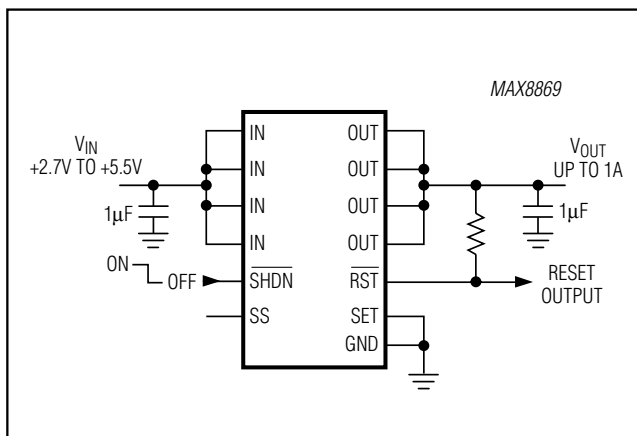 MAX8869
V_IN
+2.7V TO +5.5V
1µF
ON
OFF
IN
IN
IN
IN
SHDN
SS
OUT
OUT
OUT
OUT
RST
SET
GND
V_OUT
UP TO 1A
1µF
RESET
OUTPUT